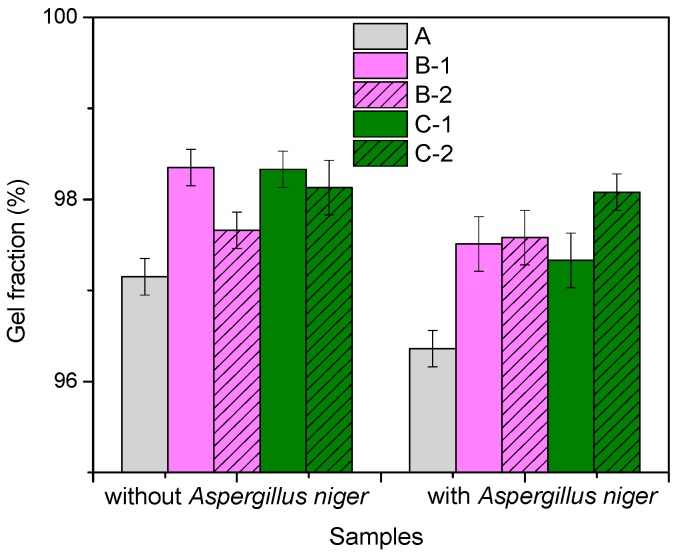 100
98
96
Gel fraction (%)
A
B-1
B-2
C-1
C-2
without Aspergillus niger
with Aspergillus niger
Samples